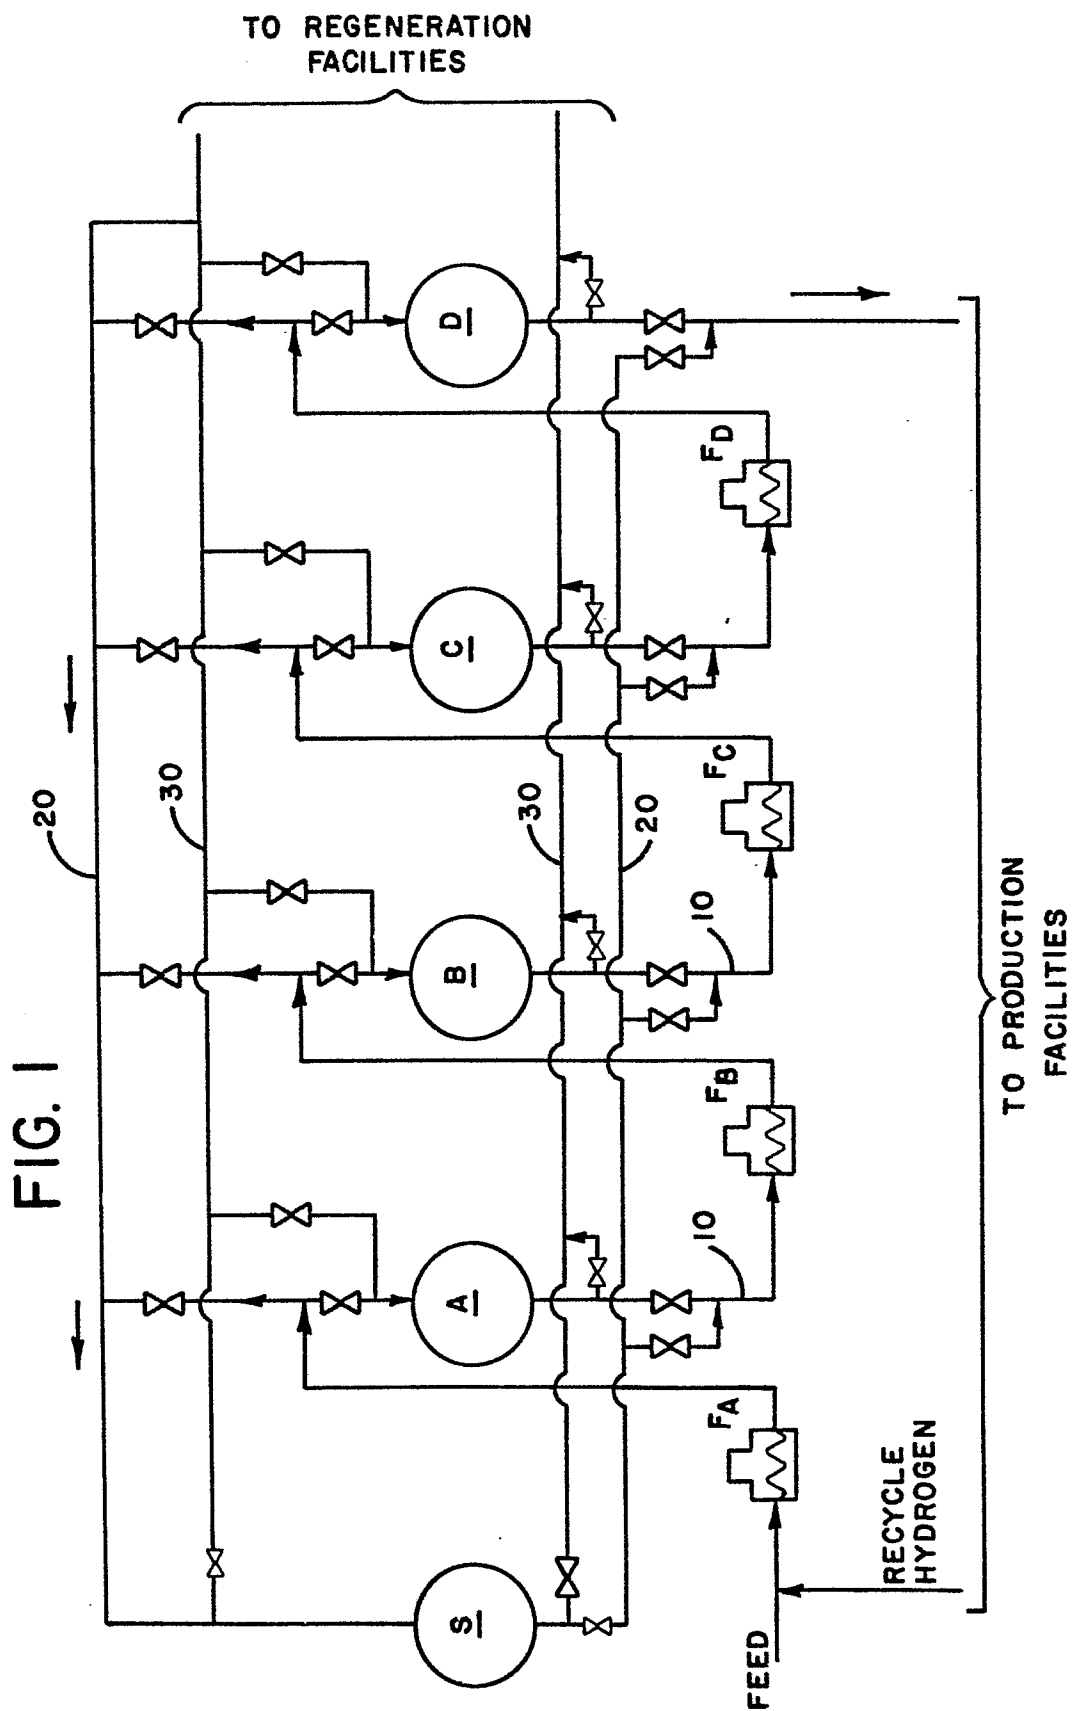 TO REGENERATION
FACILITIES
FIG. 1
20
30
30
20
10
10
S
A
B
C
D
FA
FB
FC
FD
FEED
RECYCLE
HYDROGEN
TO PRODUCTION
FACILITIES